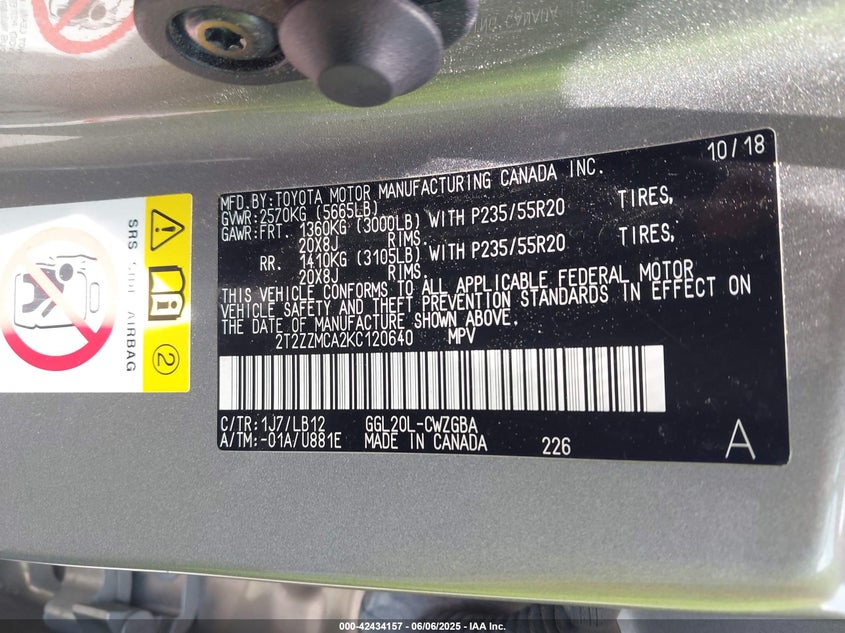 10/18
MFD.BY:TOYOTA MOTOR MANUFACTURING CANADA INC.
GVWR:2570KG (5665LB)
GAWR:FRT. 1360KG (3000LB) WITH P235/55R20 TIRES,
20X8J RIMS.
RR. 1410KG (3105LB) WITH P235/55R20 TIRES,
20X8J RIMS.
THIS VEHICLE CONFORMS TO ALL APPLICABLE FEDERAL MOTOR
VEHICLE SAFETY AND THEFT PREVENTION STANDARDS IN EFFECT ON
THE DATE OF MANUFACTURE SHOWN ABOVE.
2T2ZZMCA2KC120640 MPV
C/TR:1J7/LB12 GGL20L-CWZGBA
A/TM:-01A/U881E MADE IN CANADA 226 A
SRS SIDE AIRBAG
2
000-42434157 - 06/06/2025 - IAA Inc.